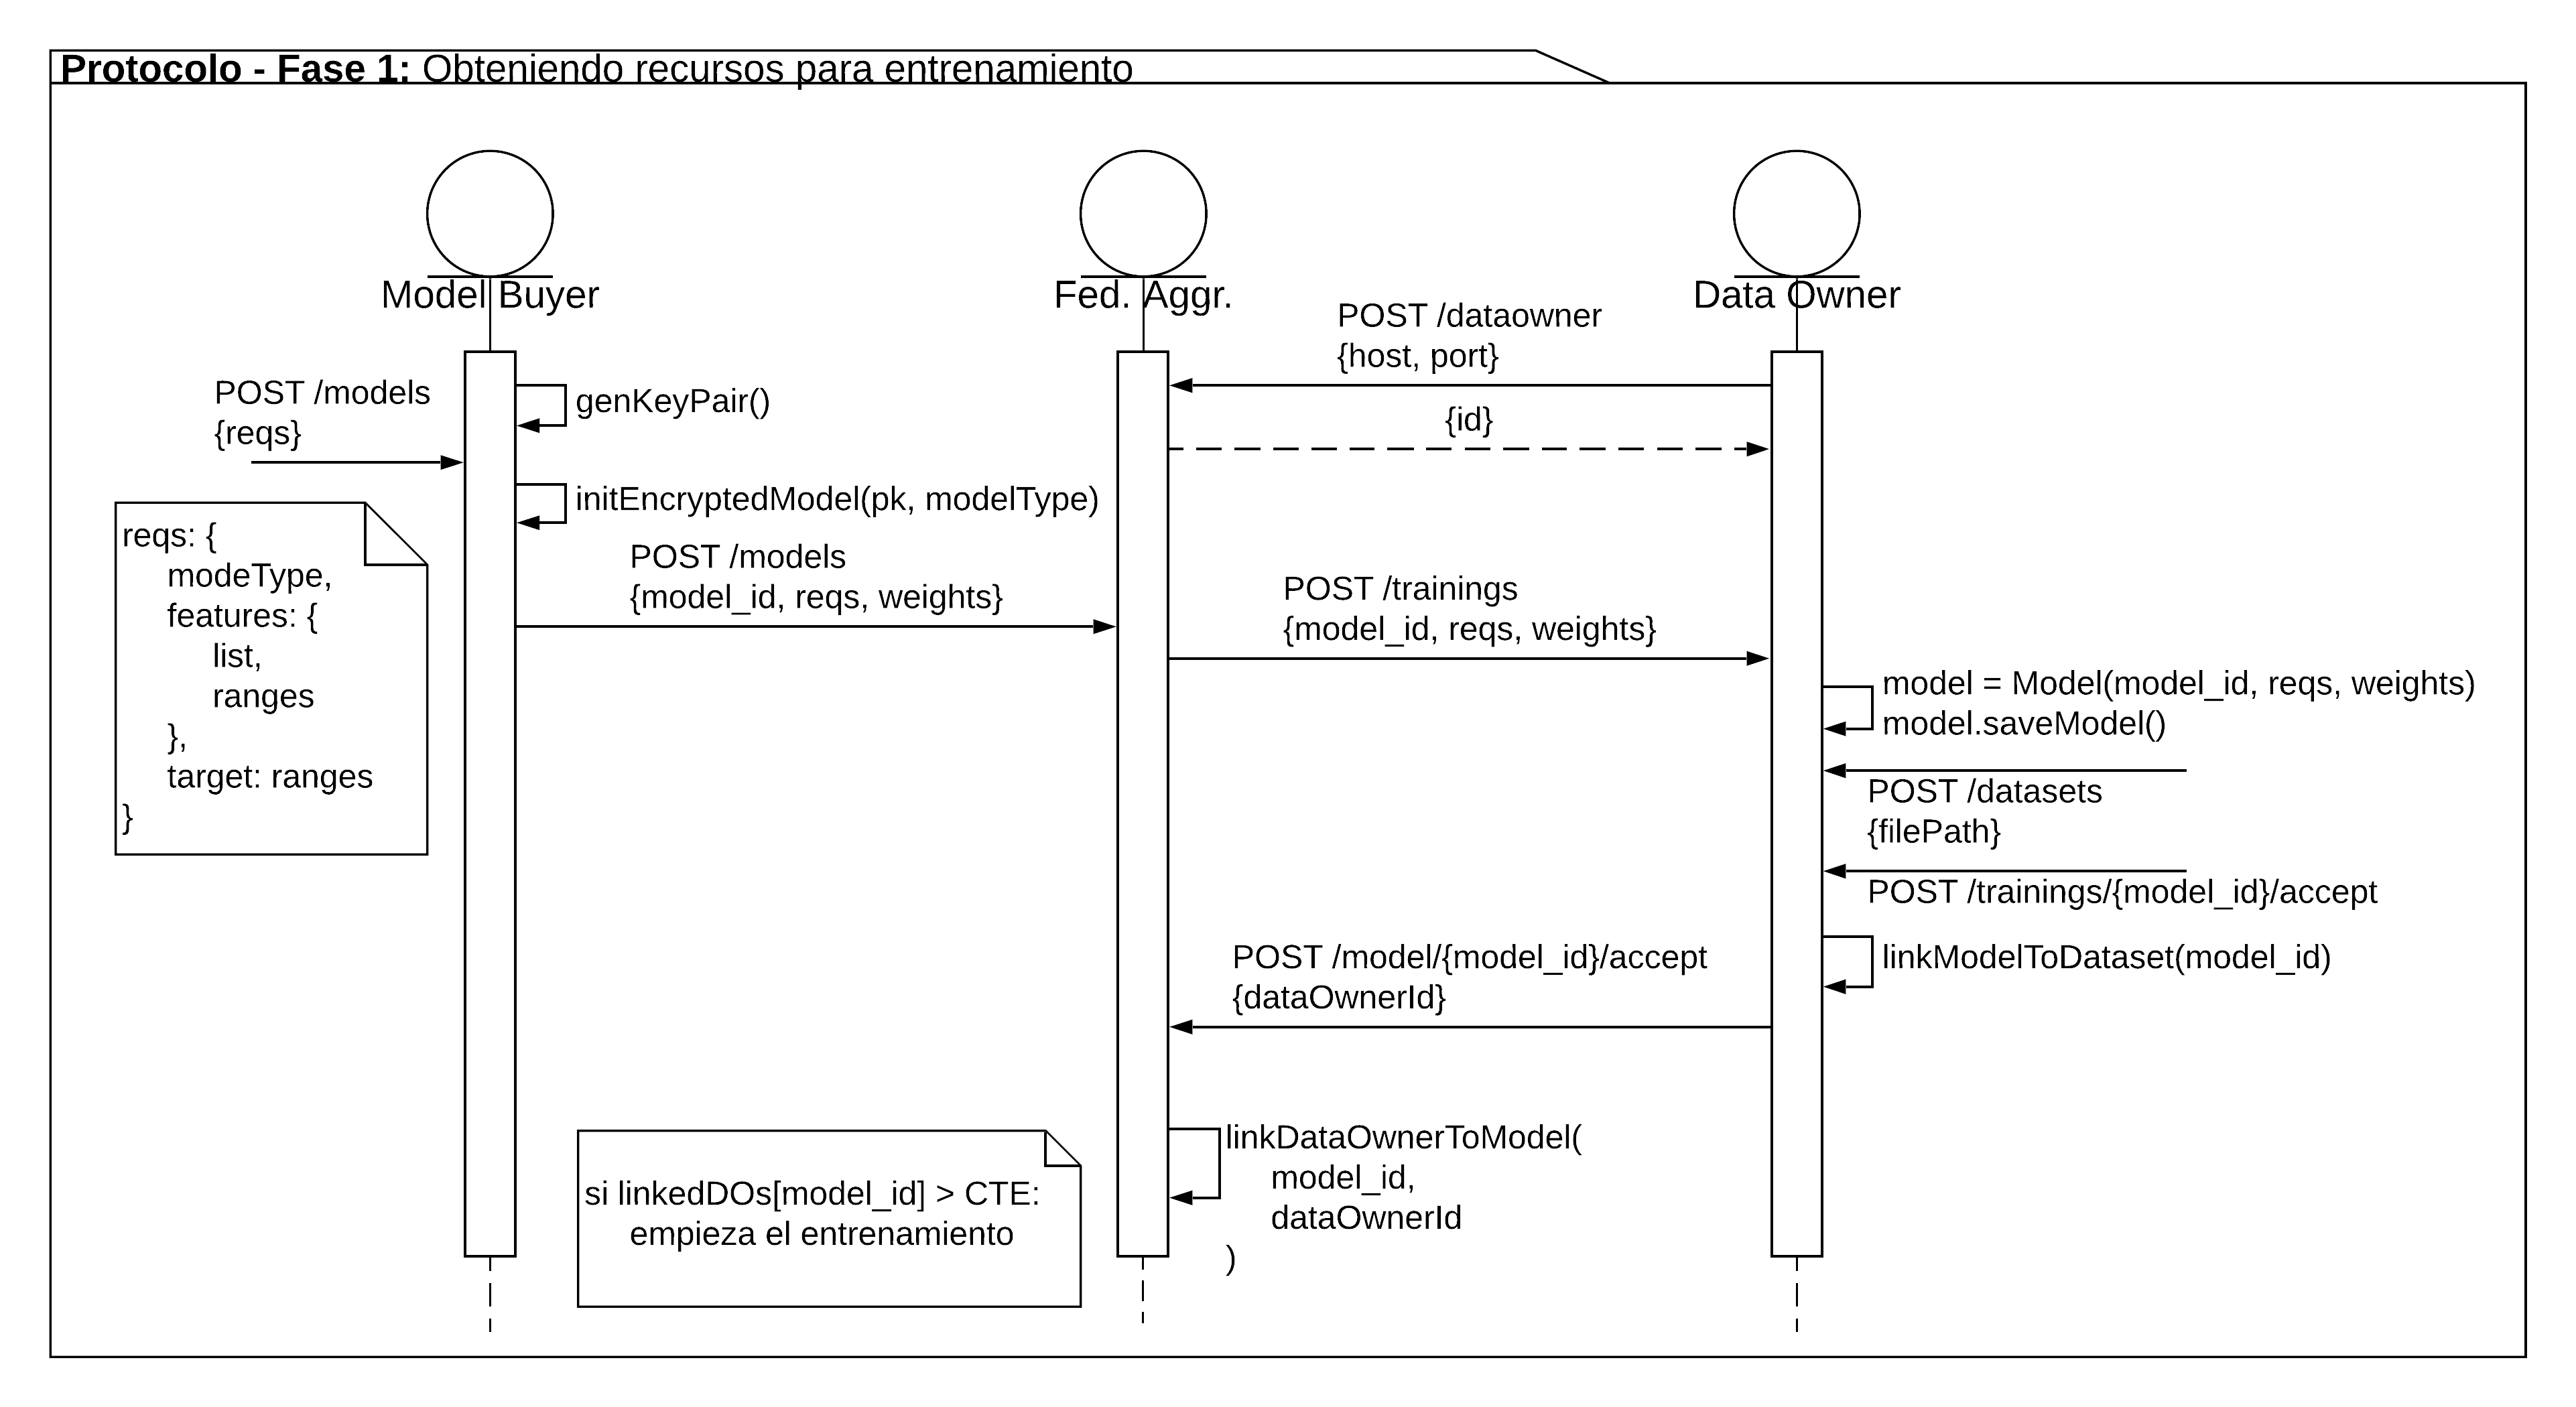 Protocolo - Fase 1: Obteniendo recursos para entrenamiento
Model Buyer
Fed. Aggr.
Data Owner
POST /dataowner
{host, port}
POST /models
{reqs}
genKeyPair()
{id}
initEncryptedModel(pk, modelType)
reqs: {
modeType,
features: {
list,
ranges
},
target: ranges
}
POST /models
{model_id, reqs, weights}
POST /trainings
{model_id, reqs, weights}
model = Model(model_id, reqs, weights)
model.saveModel()
POST /datasets
{filePath}
POST /trainings/{model_id}/accept
linkModelToDataset(model_id)
POST /model/{model_id}/accept
{dataOwnerId}
linkDataOwnerToModel(
model_id,
dataOwnerId
)
si linkedDOs[model_id] > CTE:
empieza el entrenamiento